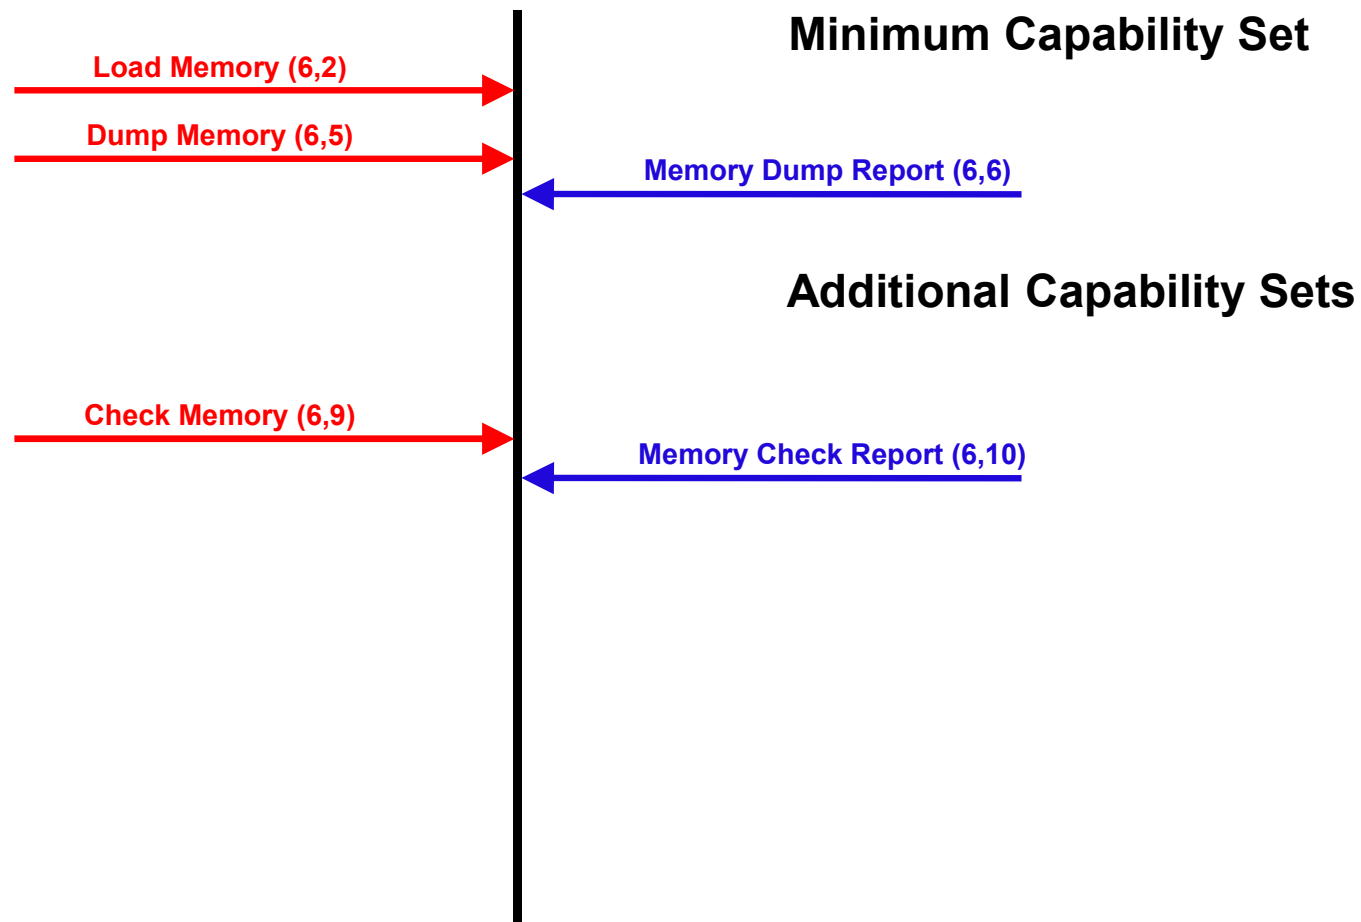 Minimum Capability Set
Load Memory (6,2)
Dump Memory (6,5)
Memory Dump Report (6,6)
Additional Capability Sets
Check Memory (6,9)
Memory Check Report (6,10)